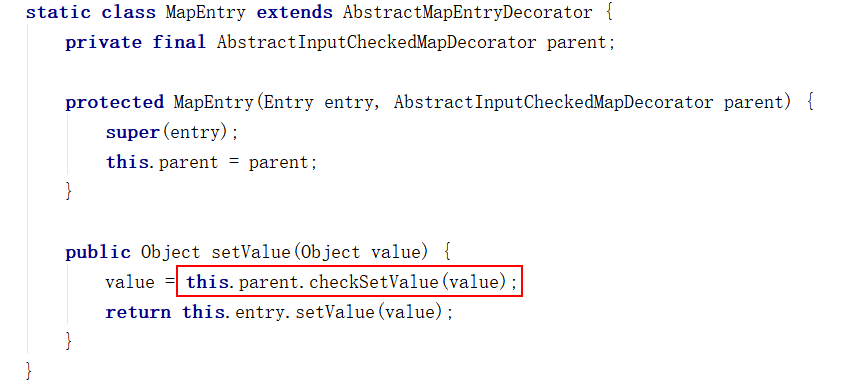 static class MapEntry extends AbstractMapEntryDecorator {
    private final AbstractInputCheckedMapDecorator parent;

    protected MapEntry(Entry entry, AbstractInputCheckedMapDecorator parent) {
        super(entry);
        this.parent = parent;
    }

    public Object setValue(Object value) {
        value = this.parent.checkSetValue(value);
        return this.entry.setValue(value);
    }
}